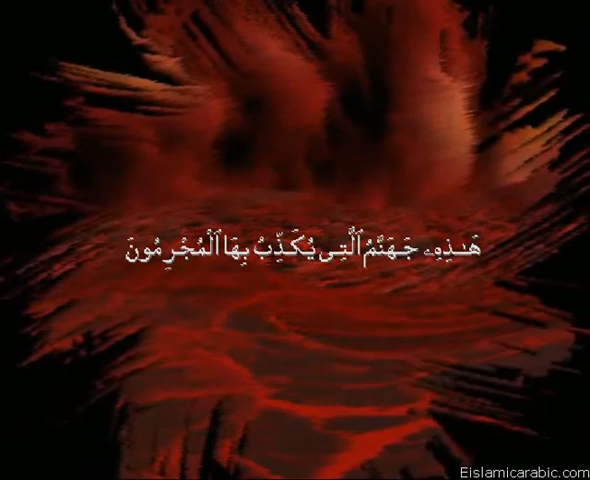 هَـٰذِهِۦ جَهَنَّمُ ٱلَّتِى يُكَذِّبُ بِهَا ٱلْمُجْرِمُونَ
Eislamicarabic.com